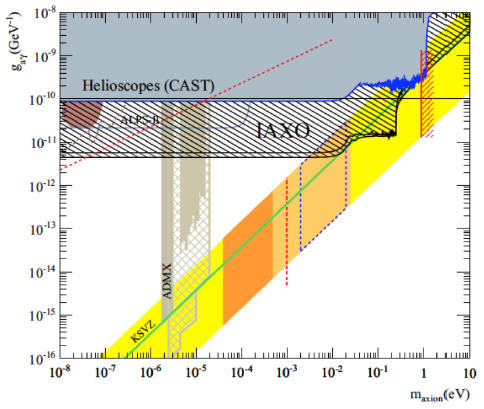 g_aγ(GeV⁻¹)
10⁻⁸
10⁻⁹
10⁻¹⁰
10⁻¹¹
10⁻¹²
10⁻¹³
10⁻¹⁴
10⁻¹⁵
10⁻¹⁶
Helioscopes (CAST)
ALPS-II
IAXO
ADMX
KSVZ
10⁻⁸ 10⁻⁷ 10⁻⁶ 10⁻⁵ 10⁻⁴ 10⁻³ 10⁻² 10⁻¹ 1 10
m_axion(eV)